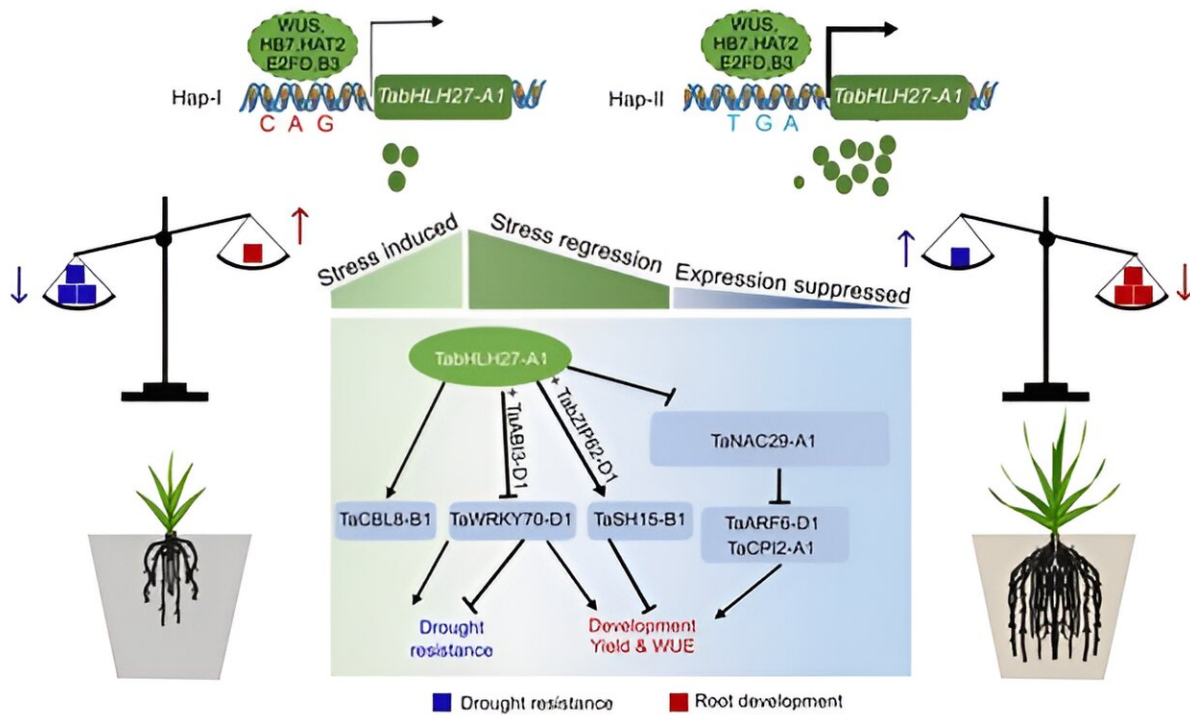 WUS,
HB7,HAT2
E2FD,B3
Hap-I
TabHLH27-A1
C A G
WUS,
HB7,HAT2
E2FD,B3
Hap-II
TabHLH27-A1
T G A
Stress induced
Stress regression
Expression suppressed
TabHLH27-A1
+ TaABI3-D1
+ TabZIP62-D1
TaNAC29-A1
TaCBL8-B1
TaWRKY70-D1
TaSH15-B1
TaARF6-D1
TaCPI2-A1
Drought
resistance
Development
Yield & WUE
Drought resistance
Root development